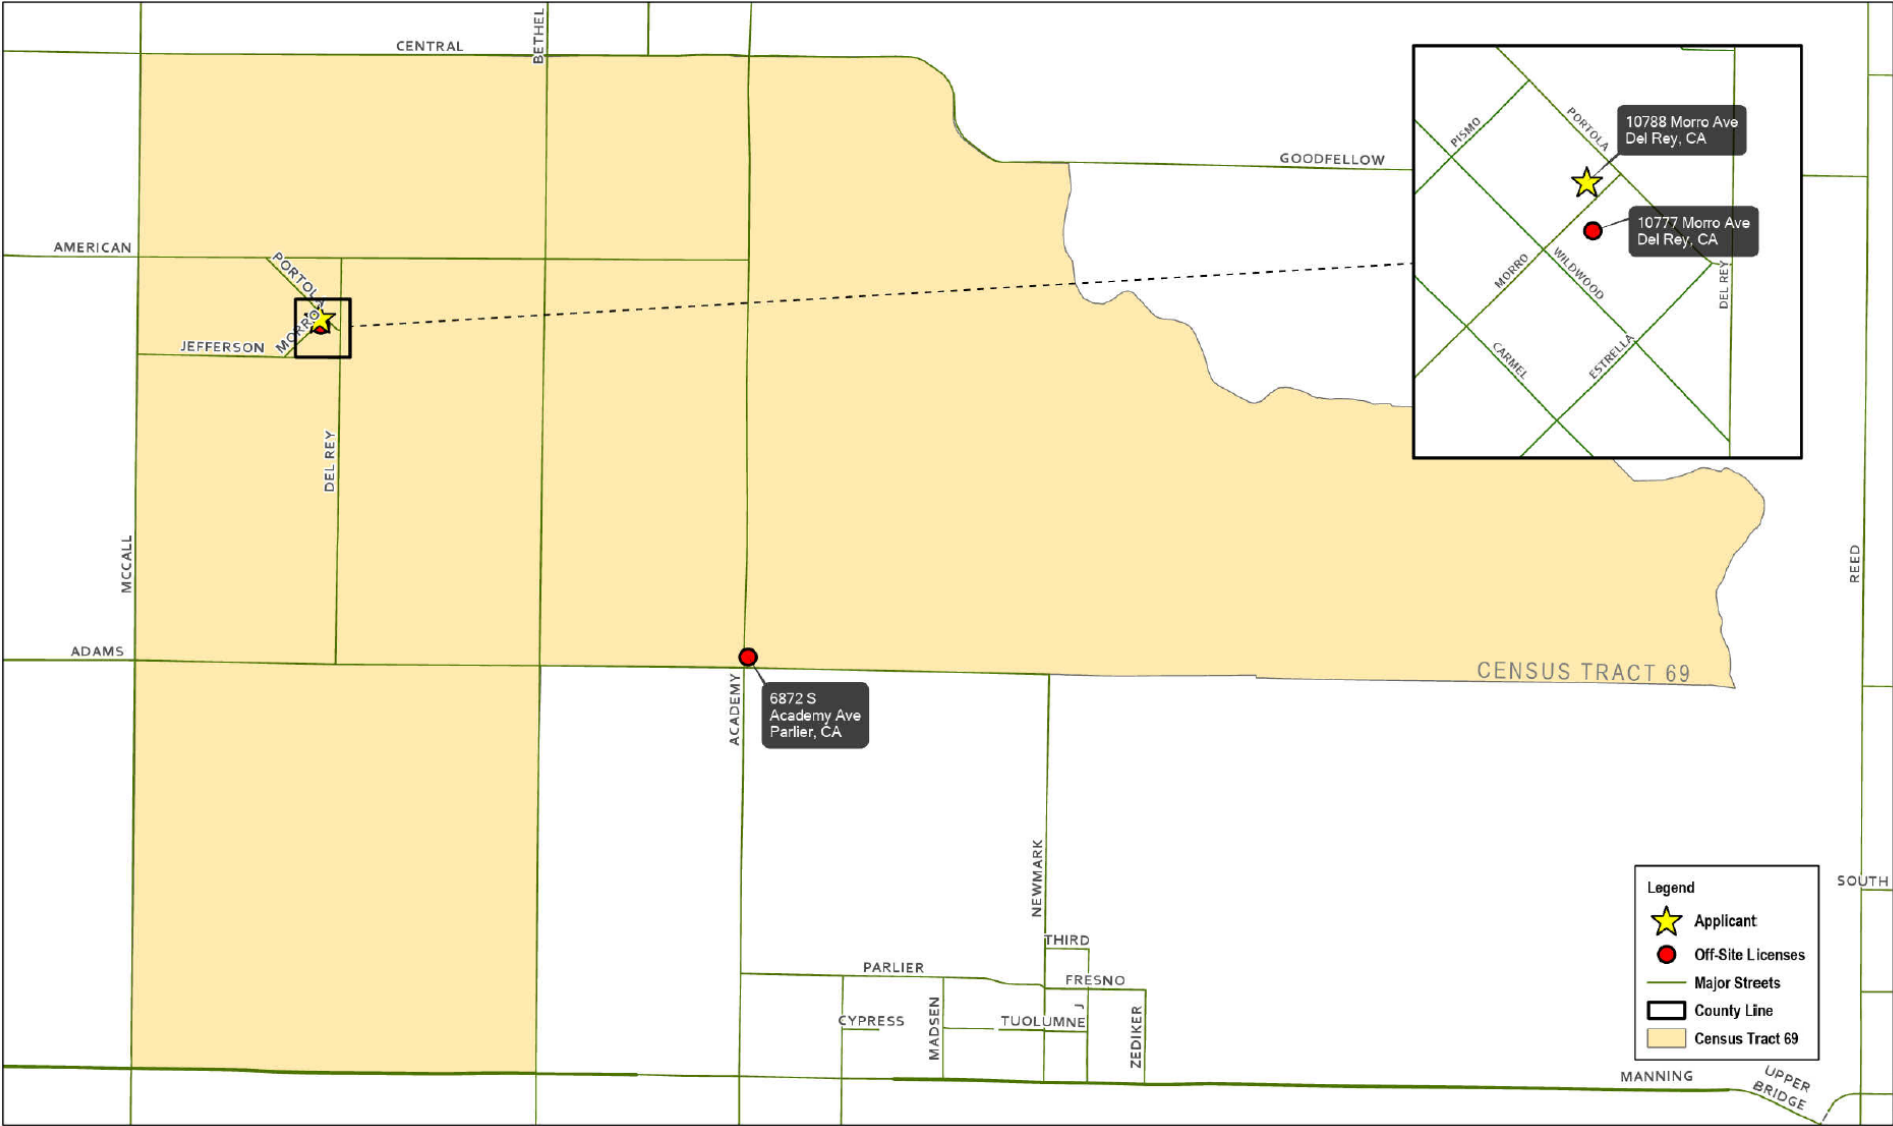 CENTRAL
BETHEL
GOODFELLOW
AMERICAN
PORTOLA
MORRO
JEFFERSON
DEL REY
MCCALL
ADAMS
ACADEMY
6872 S
Academy Ave
Parlier, CA
CENSUS TRACT 69
REED
PISMO
PORTOLA
10788 Morro Ave
Del Rey, CA
10777 Morro Ave
Del Rey, CA
MORRO
WILDWOOD
DEL REY
CARMEL
ESTRELLA
NEWMARK
THIRD
PARLIER
FRESNO
J
CYPRESS
MADSEN
TUOLUMNE
ZEDIKER
SOUTH
MANNING
UPPER
BRIDGE
Legend
Applicant
Off-Site Licenses
Major Streets
County Line
Census Tract 69